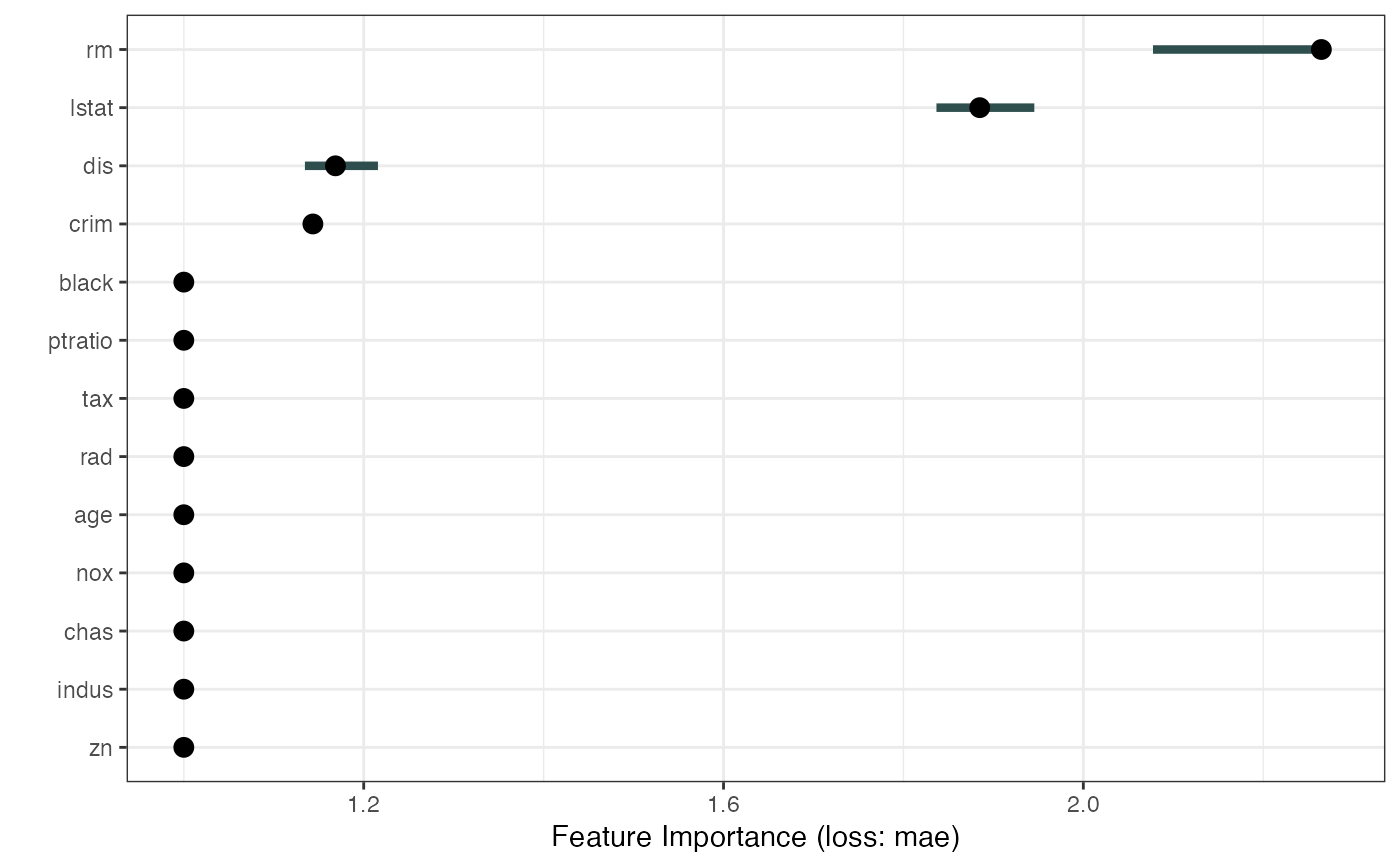 rm
lstat
dis
crim
black
ptratio
tax
rad
age
nox
chas
indus
zn
1.2 1.6 2.0
Feature Importance (loss: mae)